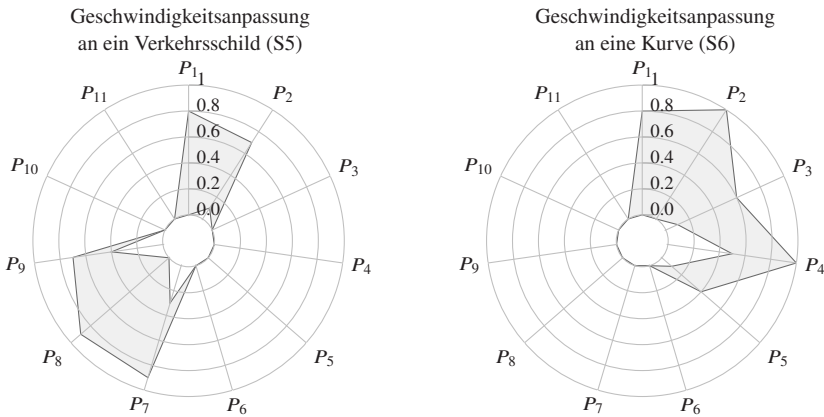 Geschwindigkeitsanpassung
an ein Verkehrsschild (S5)
P1
1
P2
P3
P4
P5
P6
P7
P8
P9
P10
P11
0.8
0.6
0.4
0.2
0.0
Geschwindigkeitsanpassung
an eine Kurve (S6)
P1
1
P2
P3
P4
P5
P6
P7
P8
P9
P10
P11
0.8
0.6
0.4
0.2
0.0